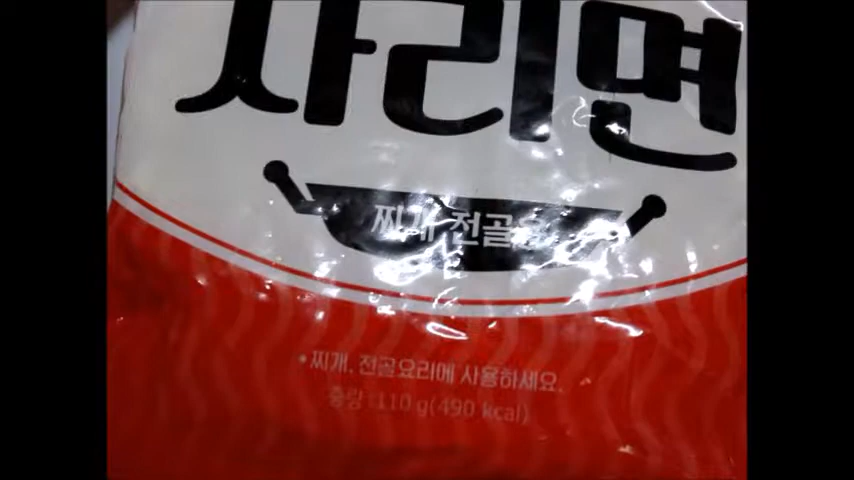 사리면
찌개 전골용
• 찌개, 전골요리에 사용하세요.
중량 : 110 g(490 kcal)